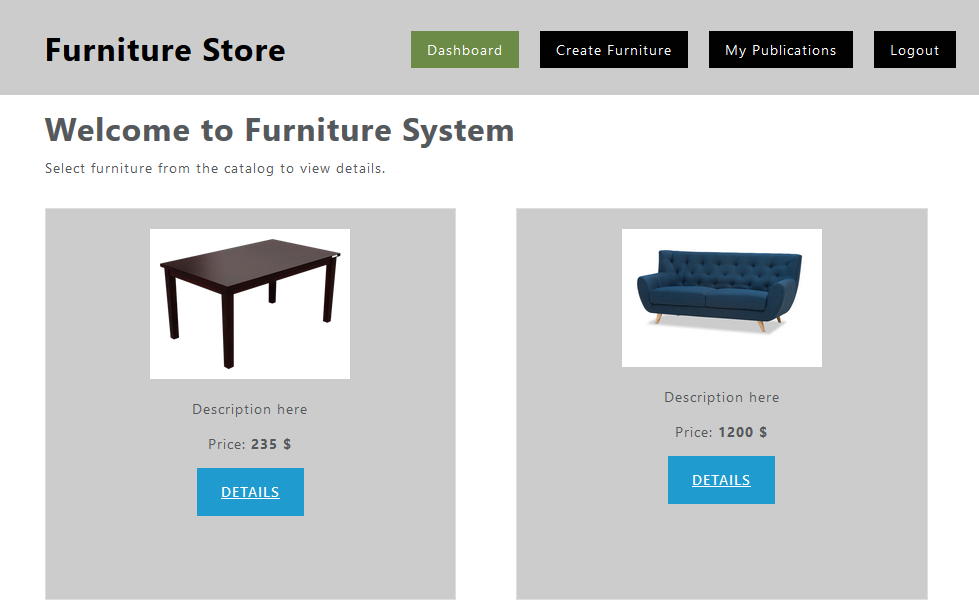 Furniture Store
Dashboard
Create Furniture
My Publications
Logout
Welcome to Furniture System
Select furniture from the catalog to view details.
Description here
Price: 235 $
DETAILS
Description here
Price: 1200 $
DETAILS